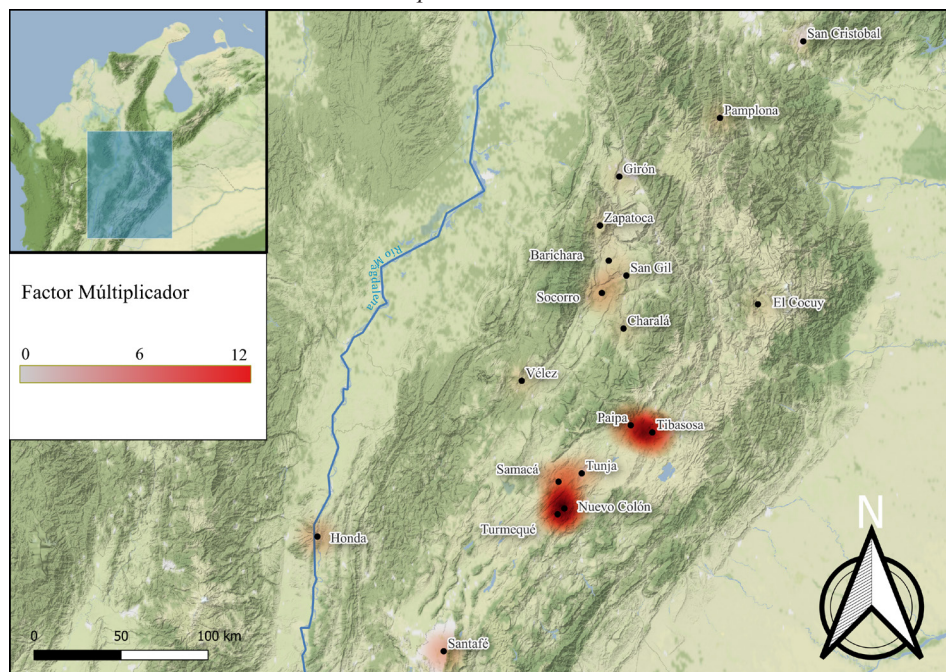 San Cristobal
Pamplona
Girón
Zapatoca
Barichara
San Gil
Río Magdalena
Factor Múltiplicador
Socorro
El Cocuy
Charalá
0 6 12
Vélez
Paipa
Tibasosa
Samacá
Tunja
Nuevo Colón
Turmequé
N
Honda
0 50 100 km
Santafé